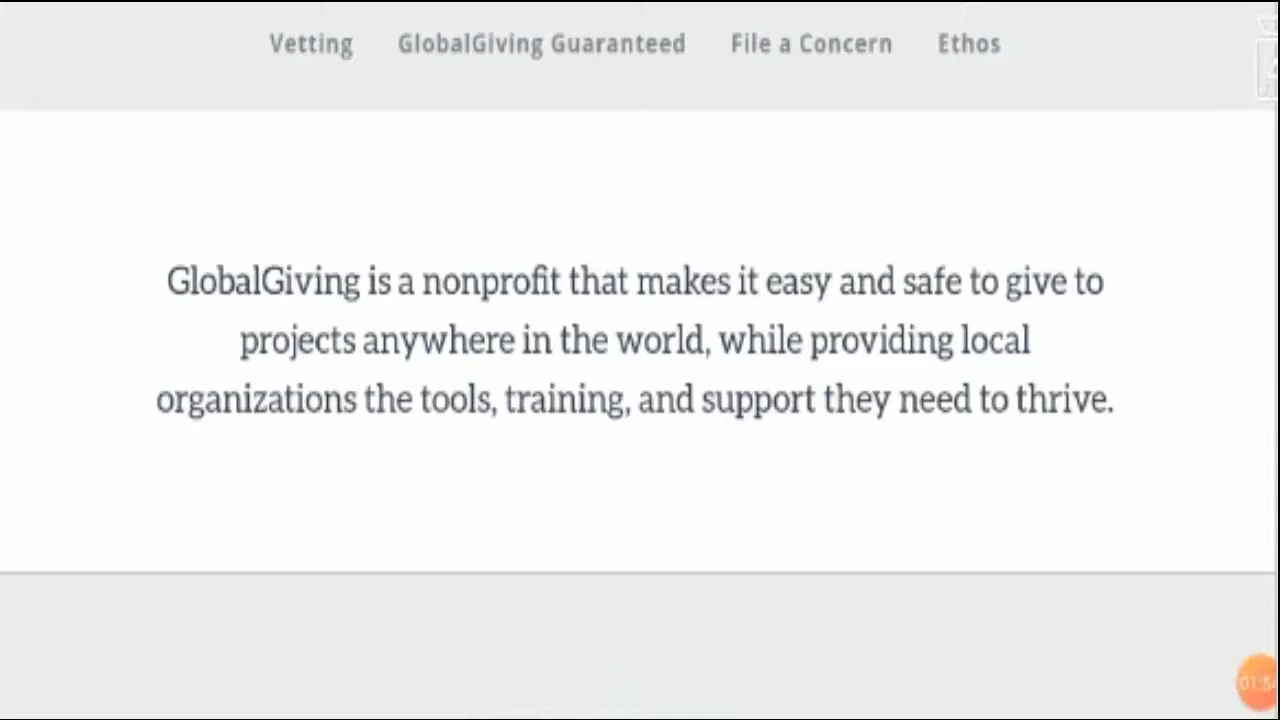 Vetting GlobalGiving Guaranteed File a Concern Ethos
GlobalGiving is a nonprofit that makes it easy and safe to give to
projects anywhere in the world, while providing local
organizations the tools, training, and support they need to thrive.